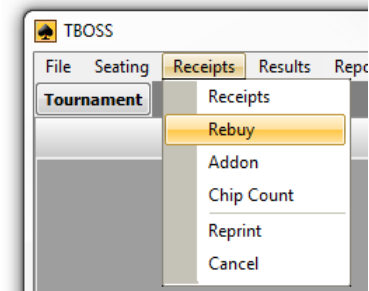 TBOSS
File Seating Receipts Results
Tournament
Receipts
Rebuy
Addon
Chip Count
Reprint
Cancel